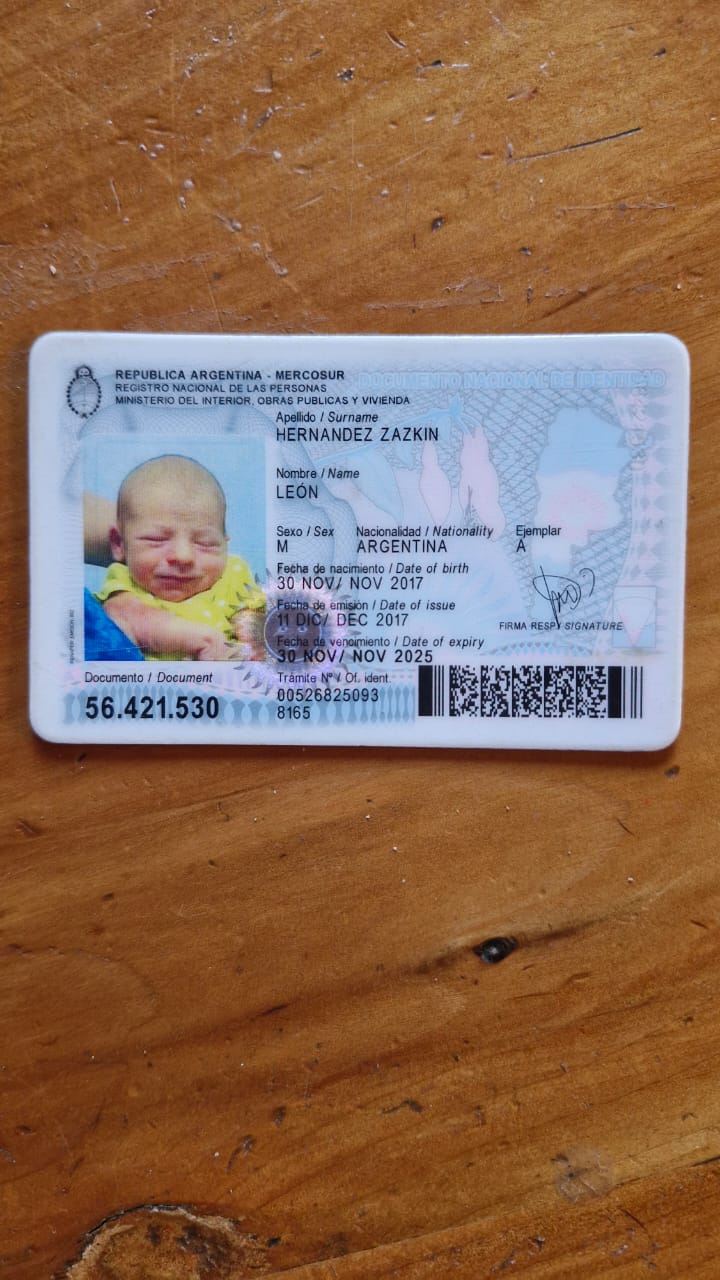 REPUBLICA ARGENTINA - MERCOSUR
REGISTRO NACIONAL DE LAS PERSONAS
MINISTERIO DEL INTERIOR, OBRAS PUBLICAS Y VIVIENDA
DOCUMENTO NACIONAL DE IDENTIDAD
Apellido / Surname
HERNANDEZ ZAZKIN
Nombre / Name
LEÓN
Sexo / Sex Nacionalidad / Nationality Ejemplar
M ARGENTINA A
Fecha de nacimiento / Date of birth
30 NOV/ NOV 2017
Fecha de emisión / Date of issue
11 DIC/ DEC 2017
FIRMA RESP/ SIGNATURE
Fecha de vencimiento / Date of expiry
30 NOV/ NOV 2025
Documento / Document
56.421.530
Trámite Nº / Of. ident.
00526825093
8165